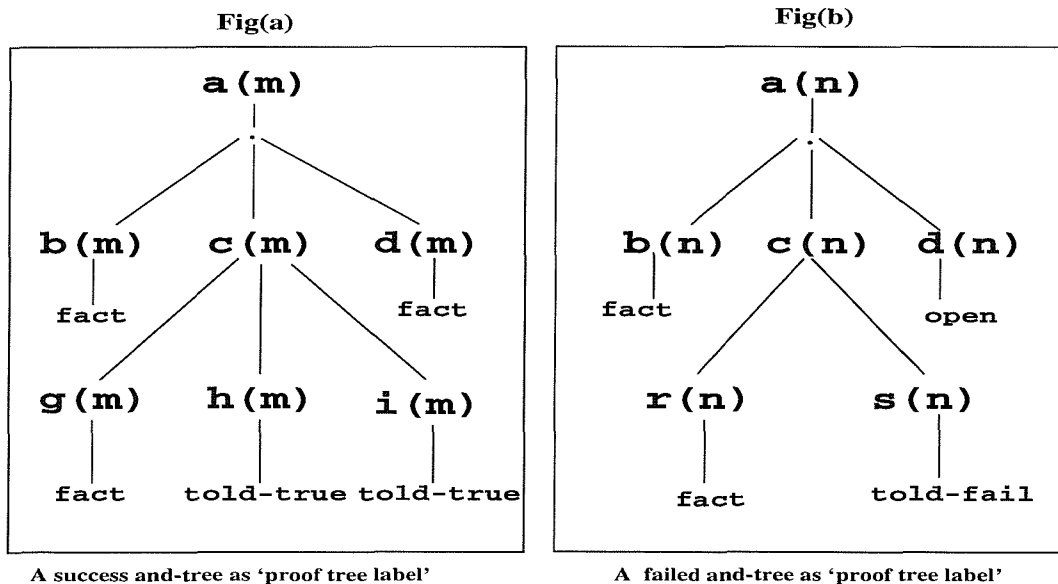 Fig(a)
a(m)
b(m) c(m) d(m)
fact fact
g(m) h(m) i(m)
fact told-true told-true
A success and-tree as ‘proof tree label’
Fig(b)
a(n)
b(n) c(n) d(n)
fact open
r(n) s(n)
fact told-fail
A failed and-tree as ‘proof tree label’